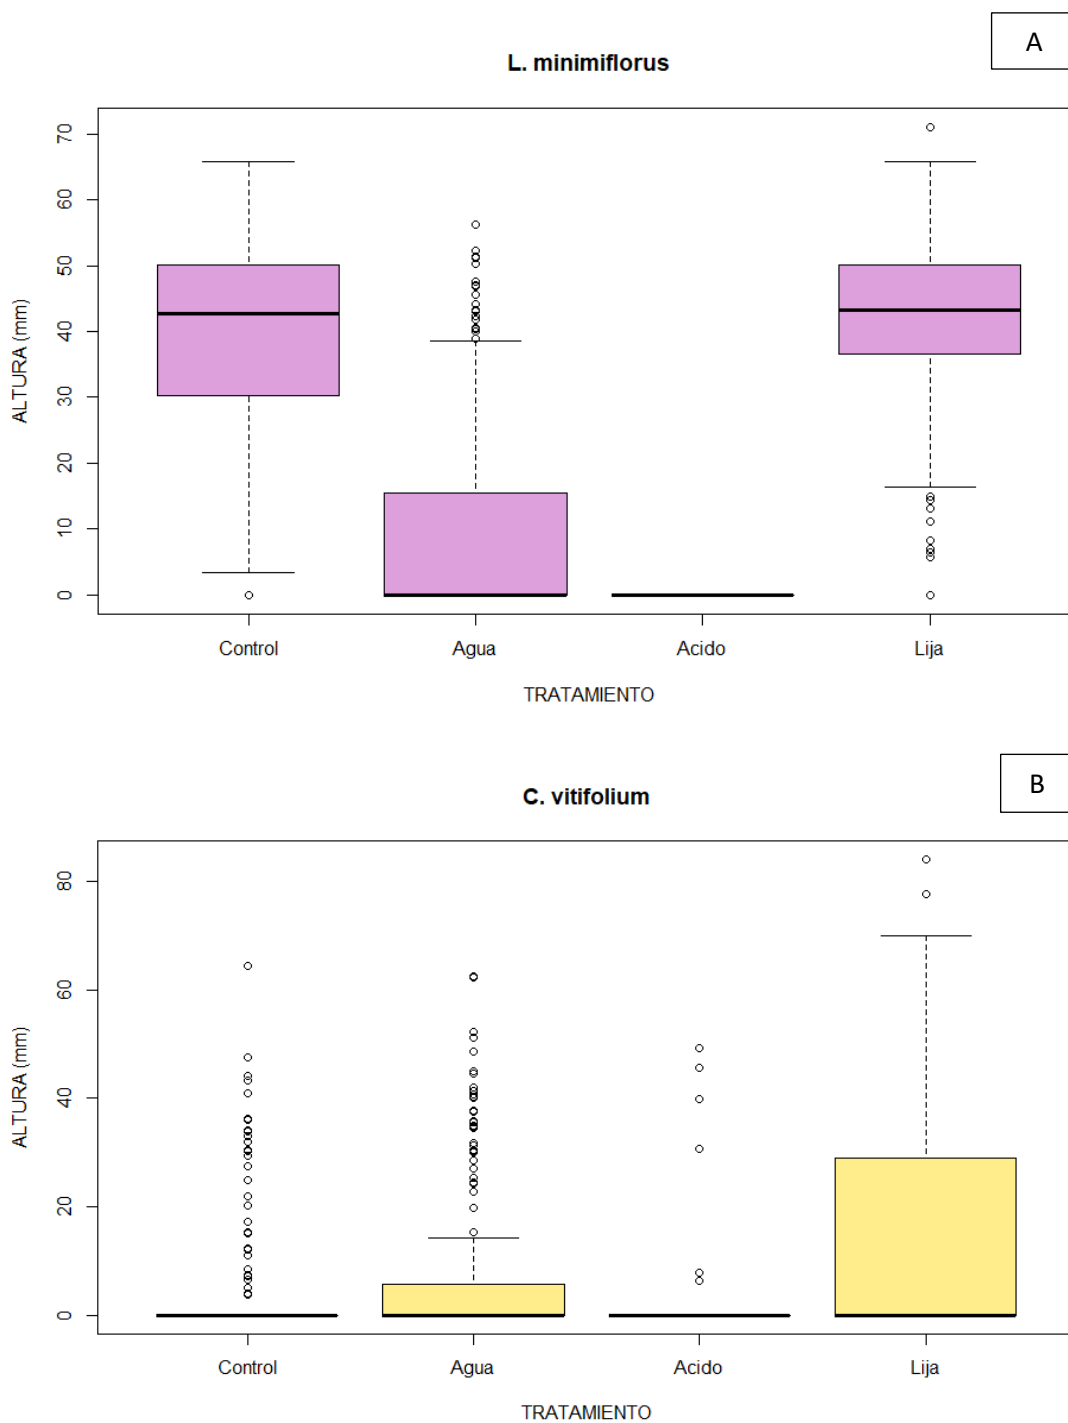 A
L. minimiflorus
70
60
50
40
30
20
10
0
ALTURA (mm)
Control Agua Acido Lija
TRATAMIENTO
B
C. vitifolium
80
60
40
20
0
ALTURA (mm)
Control Agua Acido Lija
TRATAMIENTO